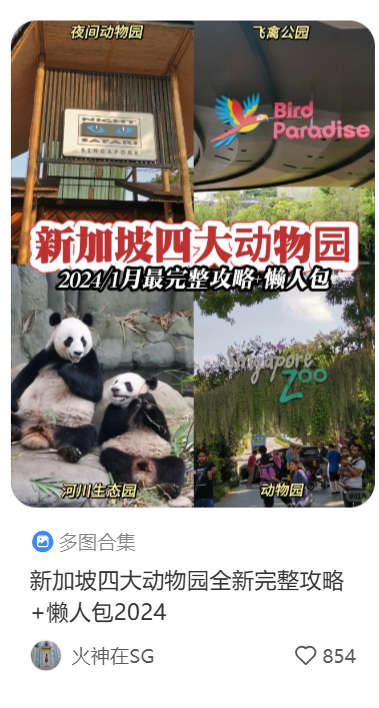 夜间动物园
飞禽公园
NIGHT
SAFARI
SINGAPORE
Bird
Paradise
新加坡四大动物园
2024/1月最完整攻略+懒人包
Singapore
Zoo
河川生态园
动物园
多图合集
新加坡四大动物园全新完整攻略
+懒人包2024
火神在SG
854